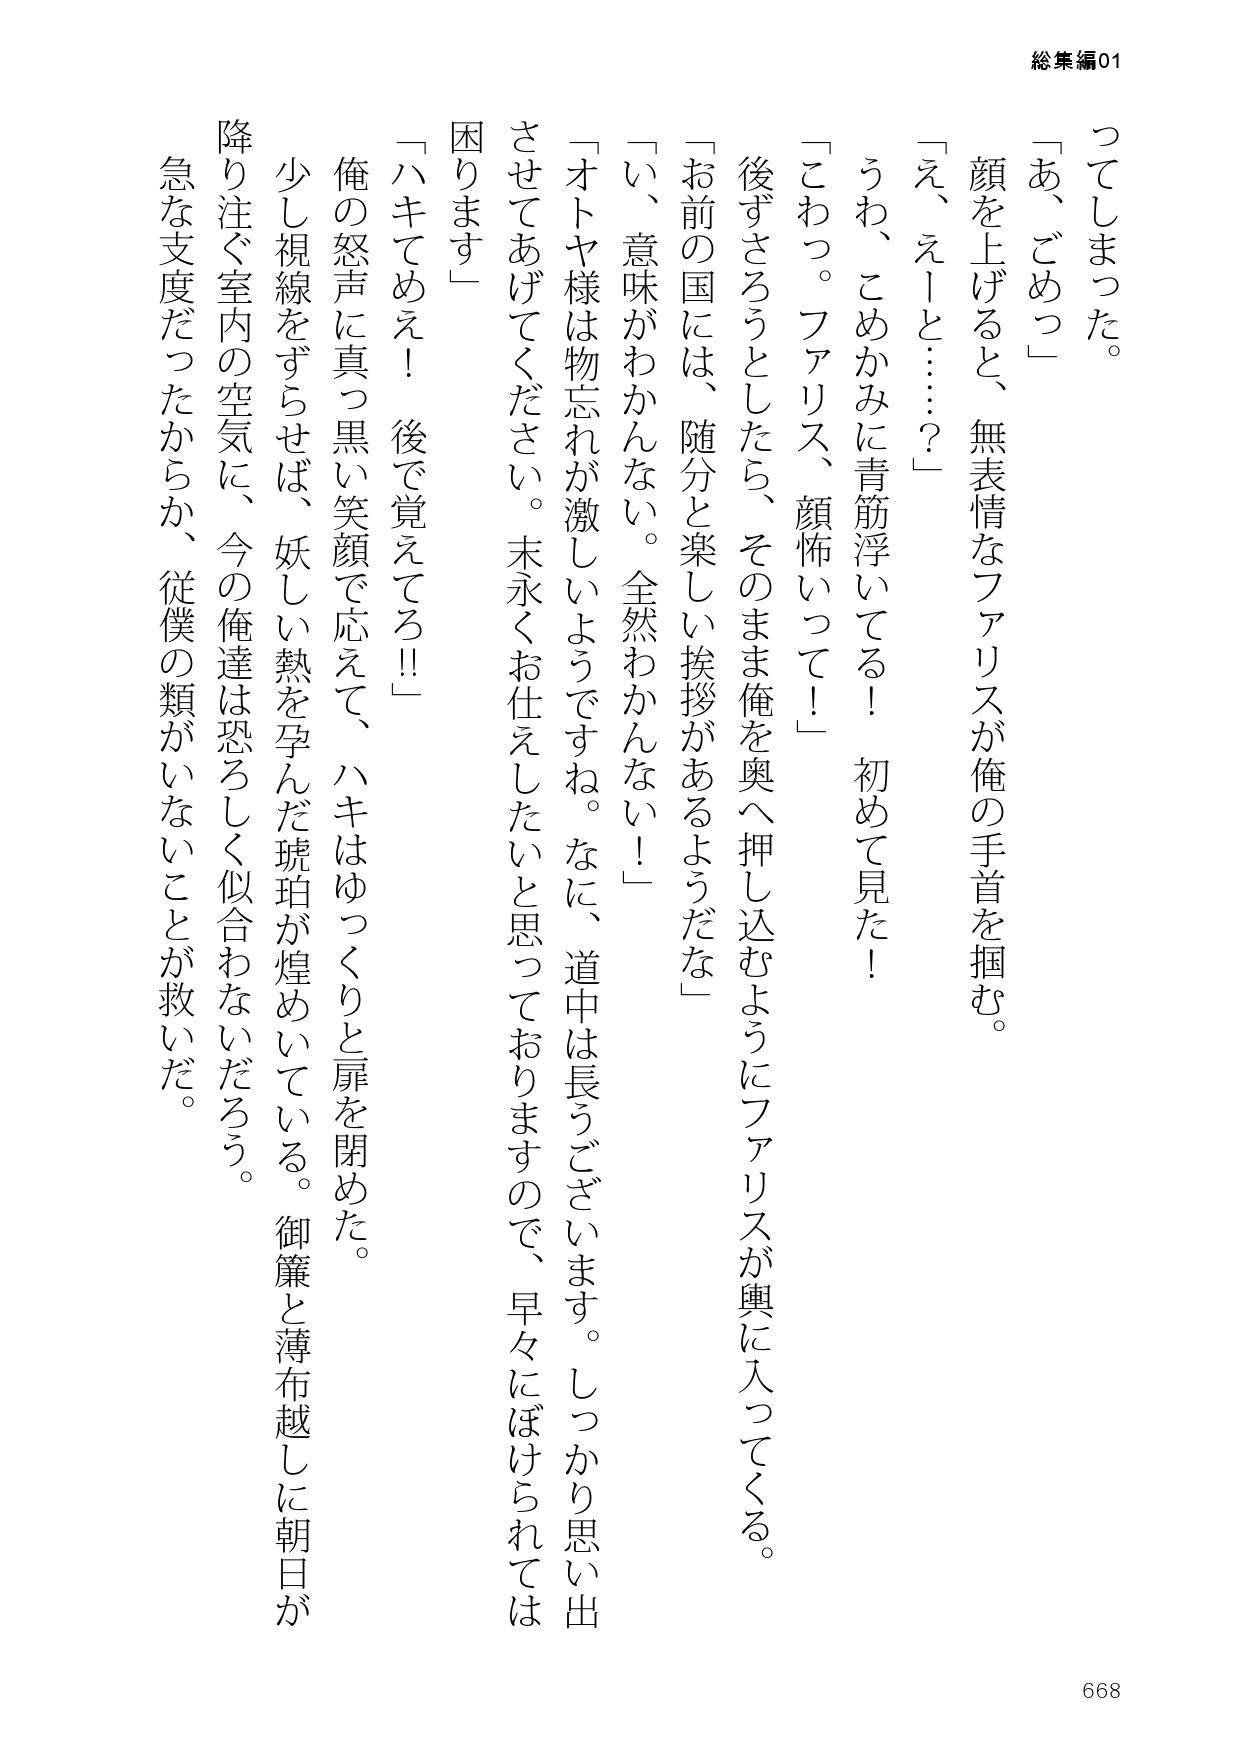 総集編01
ってしまった。
「あ、ごめっ」
顔を上げると、無表情なファリスが俺の手首を掴む。
「え、えーと……？」
うわ、こめかみに青筋浮いてる！　初めて見た！
「こわっ。ファリス、顔怖いって！」
後ずさろうとしたら、そのまま俺を奥へ押し込むようにファリスが輿に入ってくる。
「お前の国には、随分と楽しい挨拶があるようだな」
「い、意味がわかんない。全然わかんない！」
「オトヤ様は物忘れが激しいようですね。なに、道中は長うございます。しっかり思い出
させてあげてください。末永くお仕えしたいと思っておりますので、早々にぼけられては
困ります」
「ハキてめえ！　後で覚えてろ!!」
俺の怒声に真っ黒い笑顔で応えて、ハキはゆっくりと扉を閉めた。
少し視線をずらせば、妖しい熱を孕んだ琥珀が煌めいている。御簾と薄布越しに朝日が
降り注ぐ室内の空気に、今の俺達は恐ろしく似合わないだろう。
急な支度だったからか、従僕の類がいないことが救いだ。
668